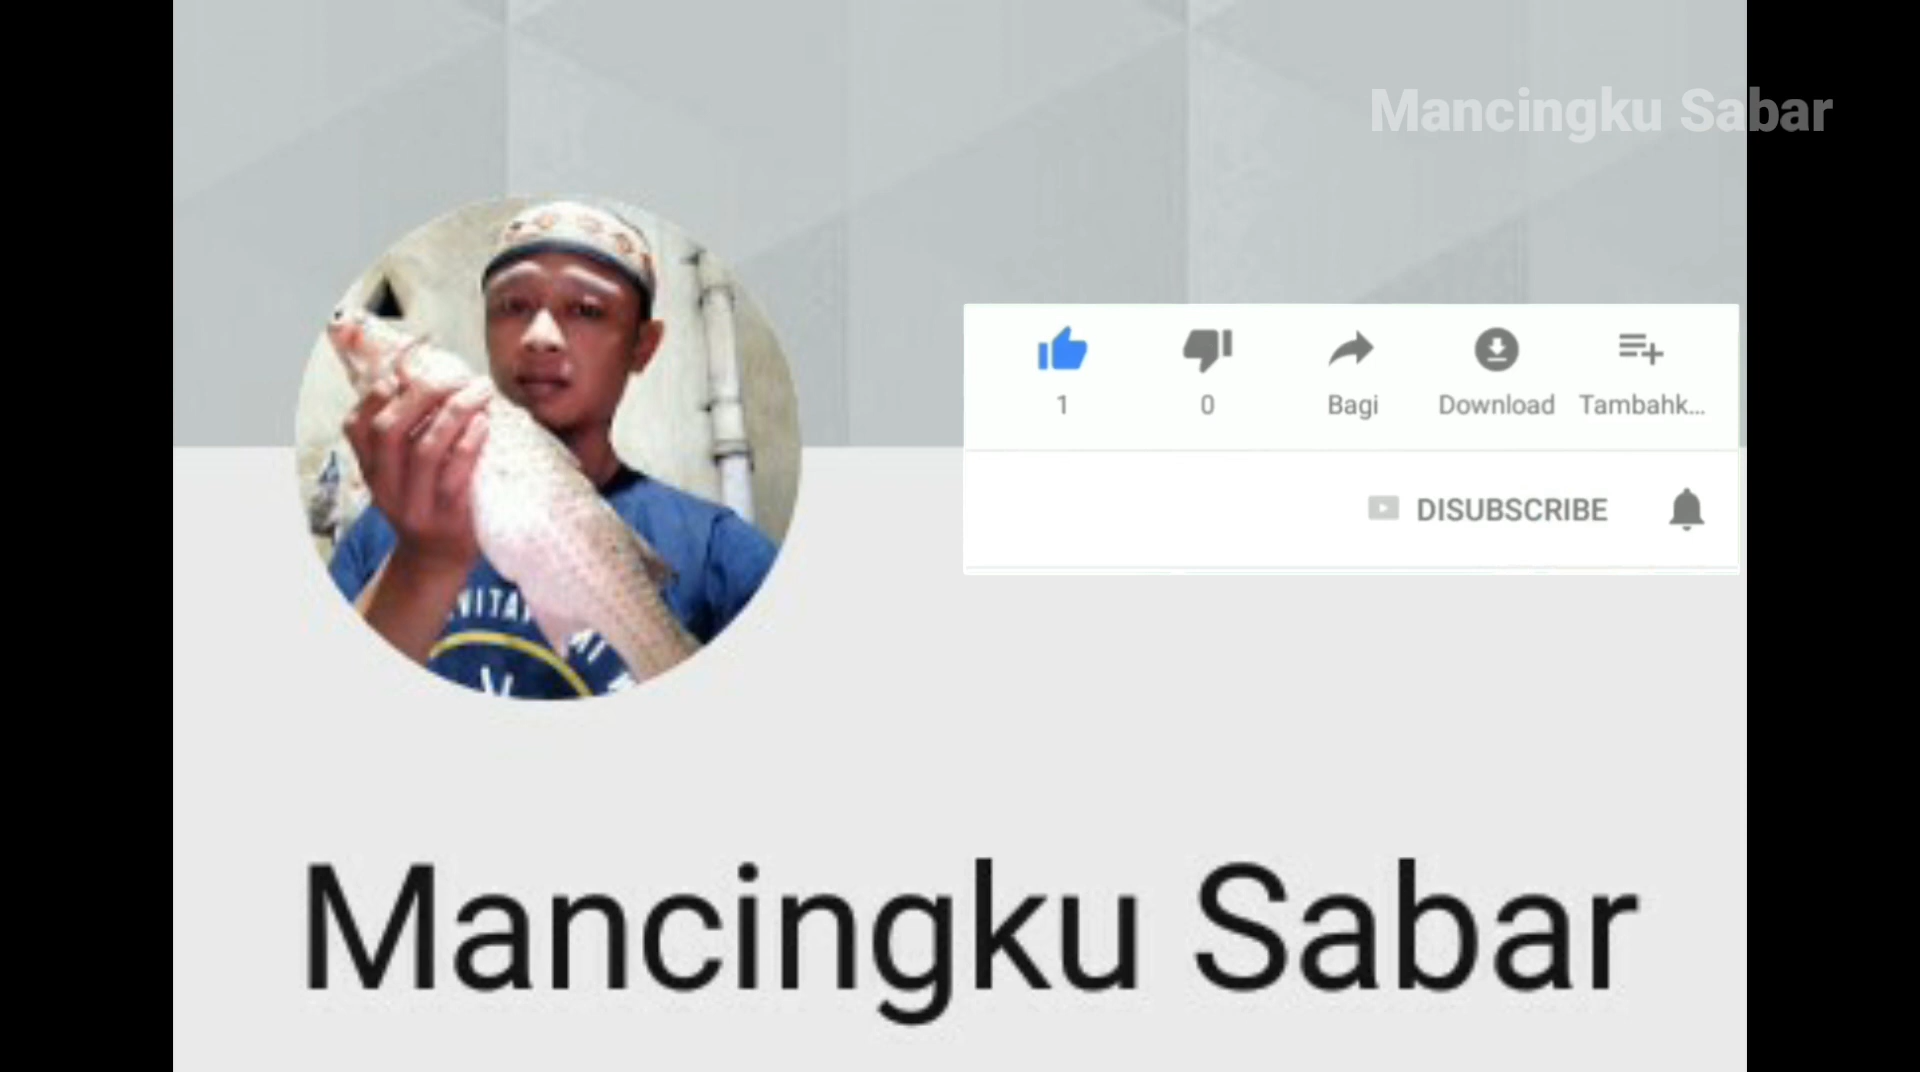 Mancingku Sabar
1
0
Bagi
Download
Tambahk...
DISUBSCRIBE
Mancingku Sabar